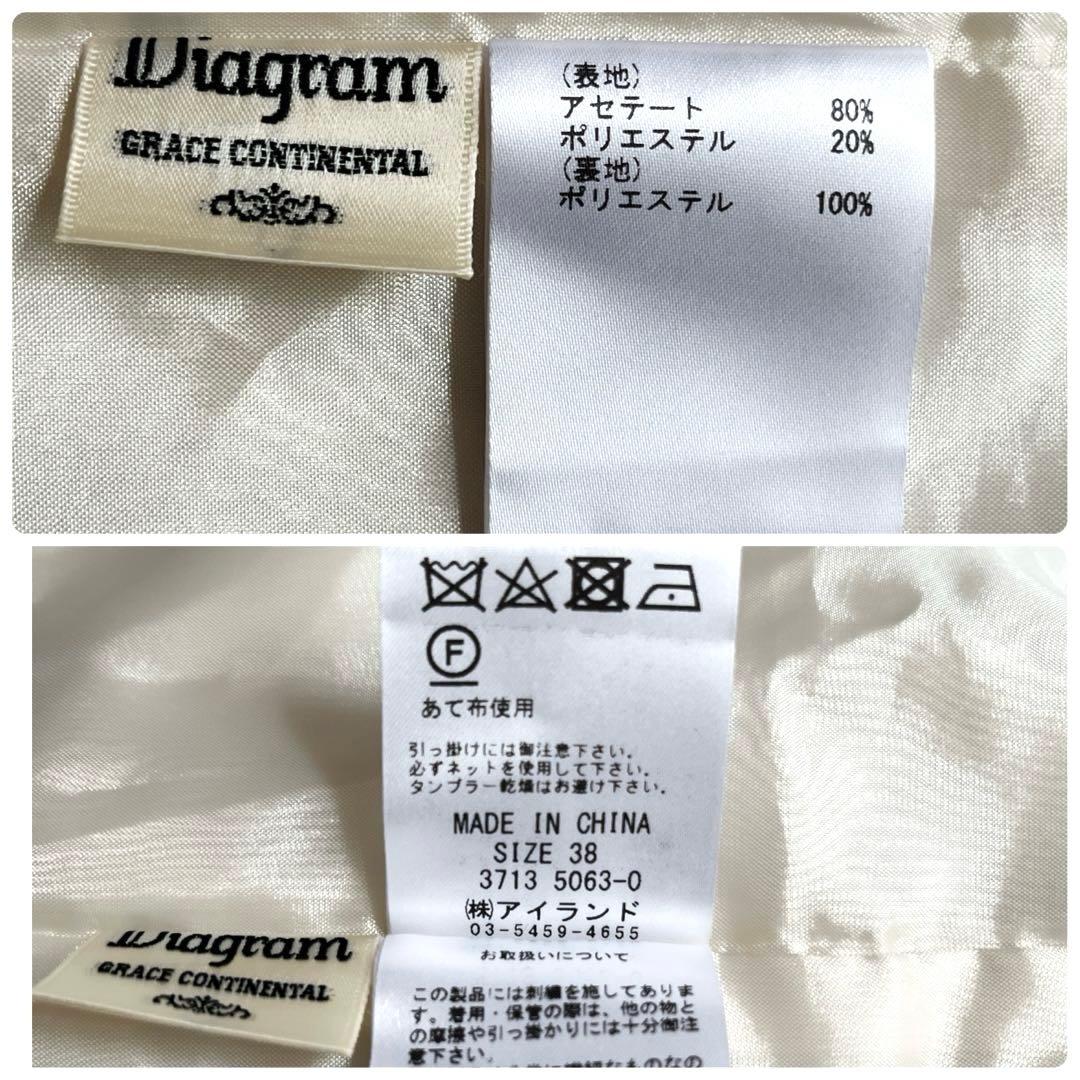 Diagram
GRACE CONTINENTAL
(表地)
アセテート 80%
ポリエステル 20%
(裏地)
ポリエステル 100%
F
あて布使用
引っ掛けには御注意下さい。
必ずネットを使用して下さい。
タンブラー乾燥はお避け下さい。
MADE IN CHINA
SIZE 38
3713 5063-0
㈱アイランド
03-5459-4655
お取扱いについて
Diagram
GRACE CONTINENTAL
この製品には刺繍を施してありま
す。着用・保管の際は、他の物と
の摩擦や引っ掛かりには十分御注
意下さい。